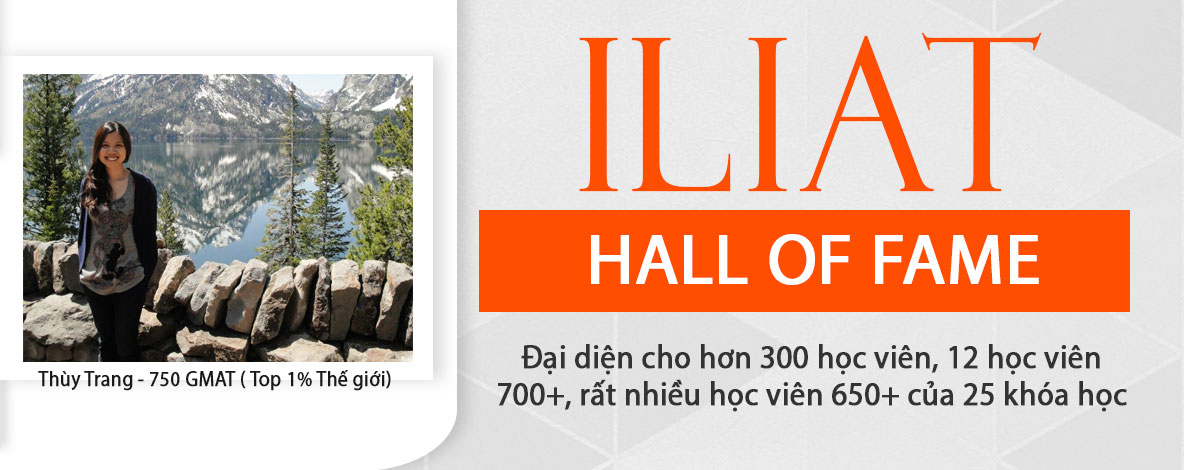 ILIAT
HALL OF FAME
Đại diện cho hơn 300 học viên, 12 học viên
700+, rất nhiều học viên 650+ của 25 khóa học
Thùy Trang - 750 GMAT ( Top 1% Thế giới)